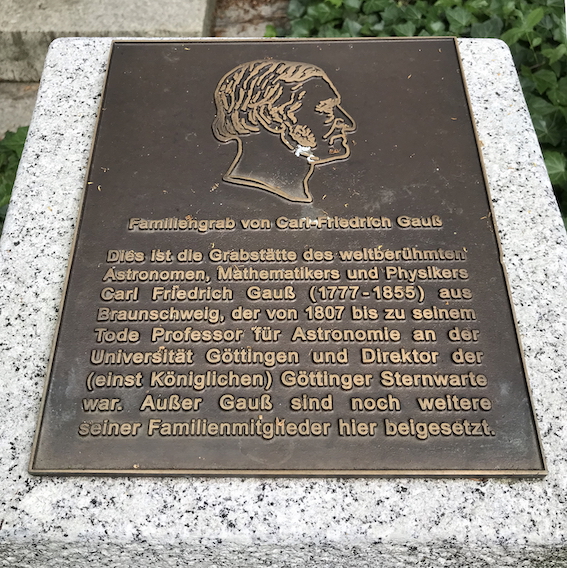 Familiengrab von Carl Friedrich Gauß
Dies ist die Grabstätte des weltberühmten
Astronomen, Mathematikers und Physikers
Carl Friedrich Gauß (1777-1855) aus
Braunschweig, der von 1807 bis zu seinem
Tode Professor für Astronomie an der
Universität Göttingen und Direktor der
(einst Königlichen) Göttinger Sternwarte
war. Außer Gauß sind noch weitere
seiner Familienmitglieder hier beigesetzt.